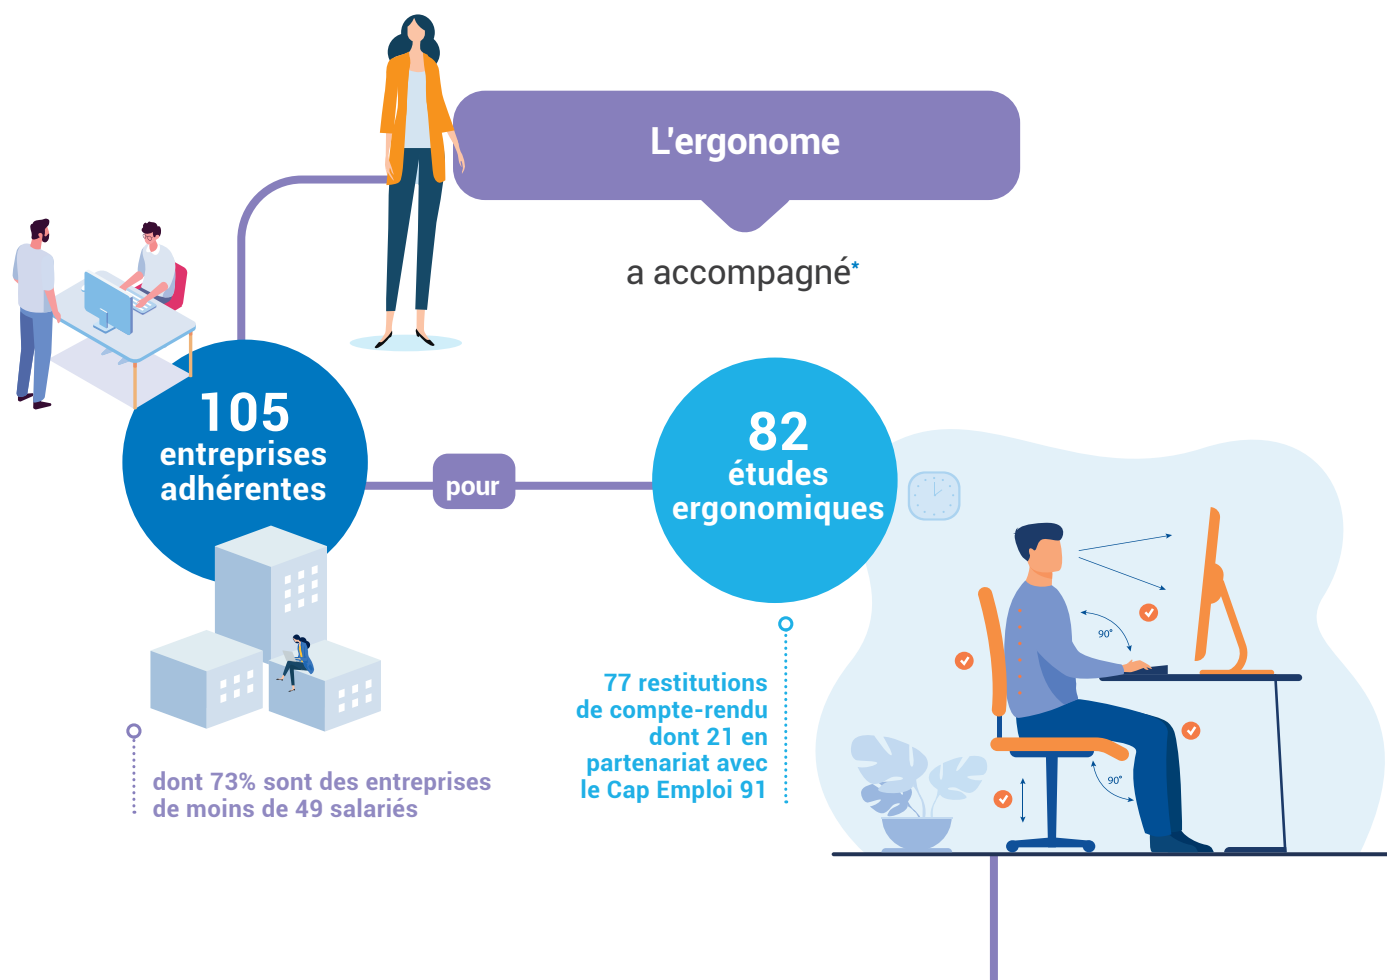 L'ergonome
a accompagné*
105
entreprises
adhérentes
pour
82
études
ergonomiques
90°
90°
77 restitutions
de compte-rendu
dont 21 en
partenariat avec
le Cap Emploi 91
dont 73% sont des entreprises
de moins de 49 salariés